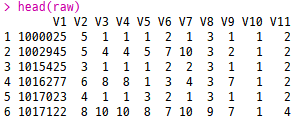 > head(raw)
V1 V2 V3 V4 V5 V6 V7 V8 V9 V10 V11
1 1000025 5 1 1 1 2 1 3 1 1 2
2 1002945 5 4 4 5 7 10 3 2 1 2
3 1015425 3 1 1 1 2 2 3 1 1 2
4 1016277 6 8 8 1 3 4 3 7 1 2
5 1017023 4 1 1 3 2 1 3 1 1 2
6 1017122 8 10 10 8 7 10 9 7 1 4